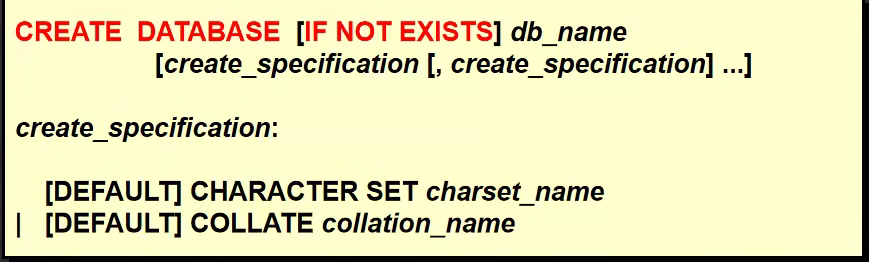 CREATE DATABASE [IF NOT EXISTS] db_name
[create_specification [, create_specification] ...]
create_specification:
[DEFAULT] CHARACTER SET charset_name
| [DEFAULT] COLLATE collation_name